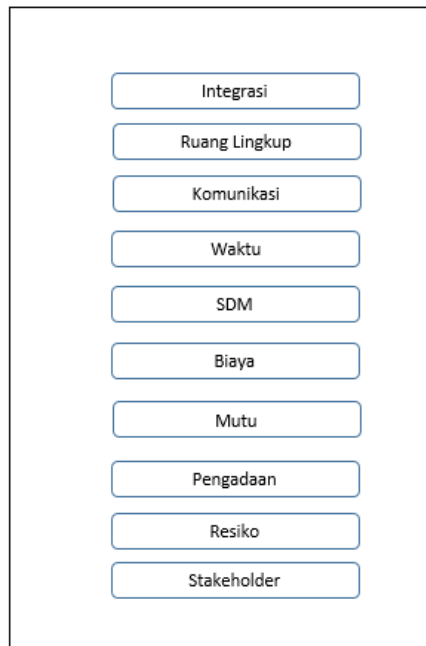 Integrasi
Ruang Lingkup
Komunikasi
Waktu
SDM
Biaya
Mutu
Pengadaan
Resiko
Stakeholder